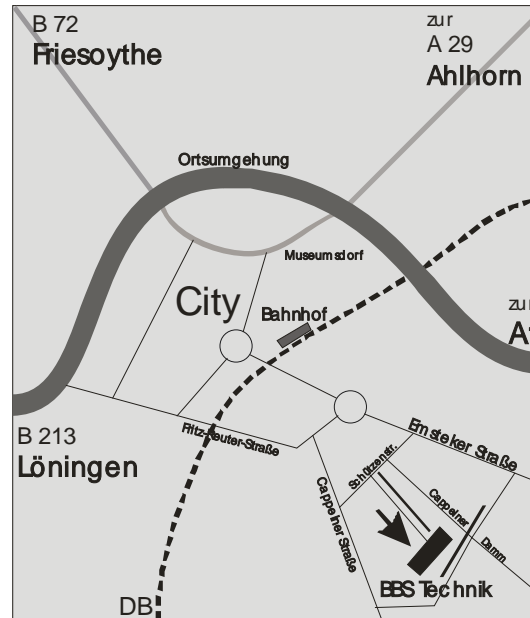 B 72
Friesoythe
zur
A 29
Ahlhorn
Ortsumgehung
Museumsdorf
City
Bahnhof
zur
B 213
Löningen
Fritz-Reuter-Straße
Emsteker Straße
Schützenstr.
Cappelner Straße
Cappelner
Damm
BBS Technik
DB